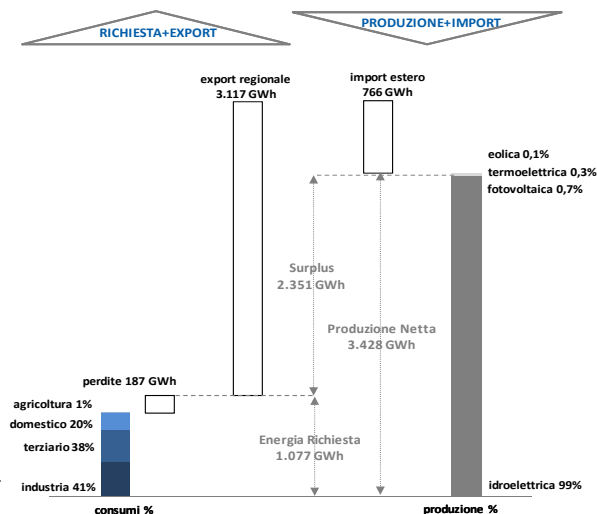 RICHIESTA+EXPORT
PRODUZIONE+IMPORT
export regionale
3.117 GWh
import estero
766 GWh
eolica 0,1%
termoelettrica 0,3%
fotovoltaica 0,7%
Surplus
2.351 GWh
Produzione Netta
3.428 GWh
perdite 187 GWh
agricoltura 1%
domestico 20%
terziario 38%
industria 41%
Energia Richiesta
1.077 GWh
idroelettrica 99%
consumi %
produzione %